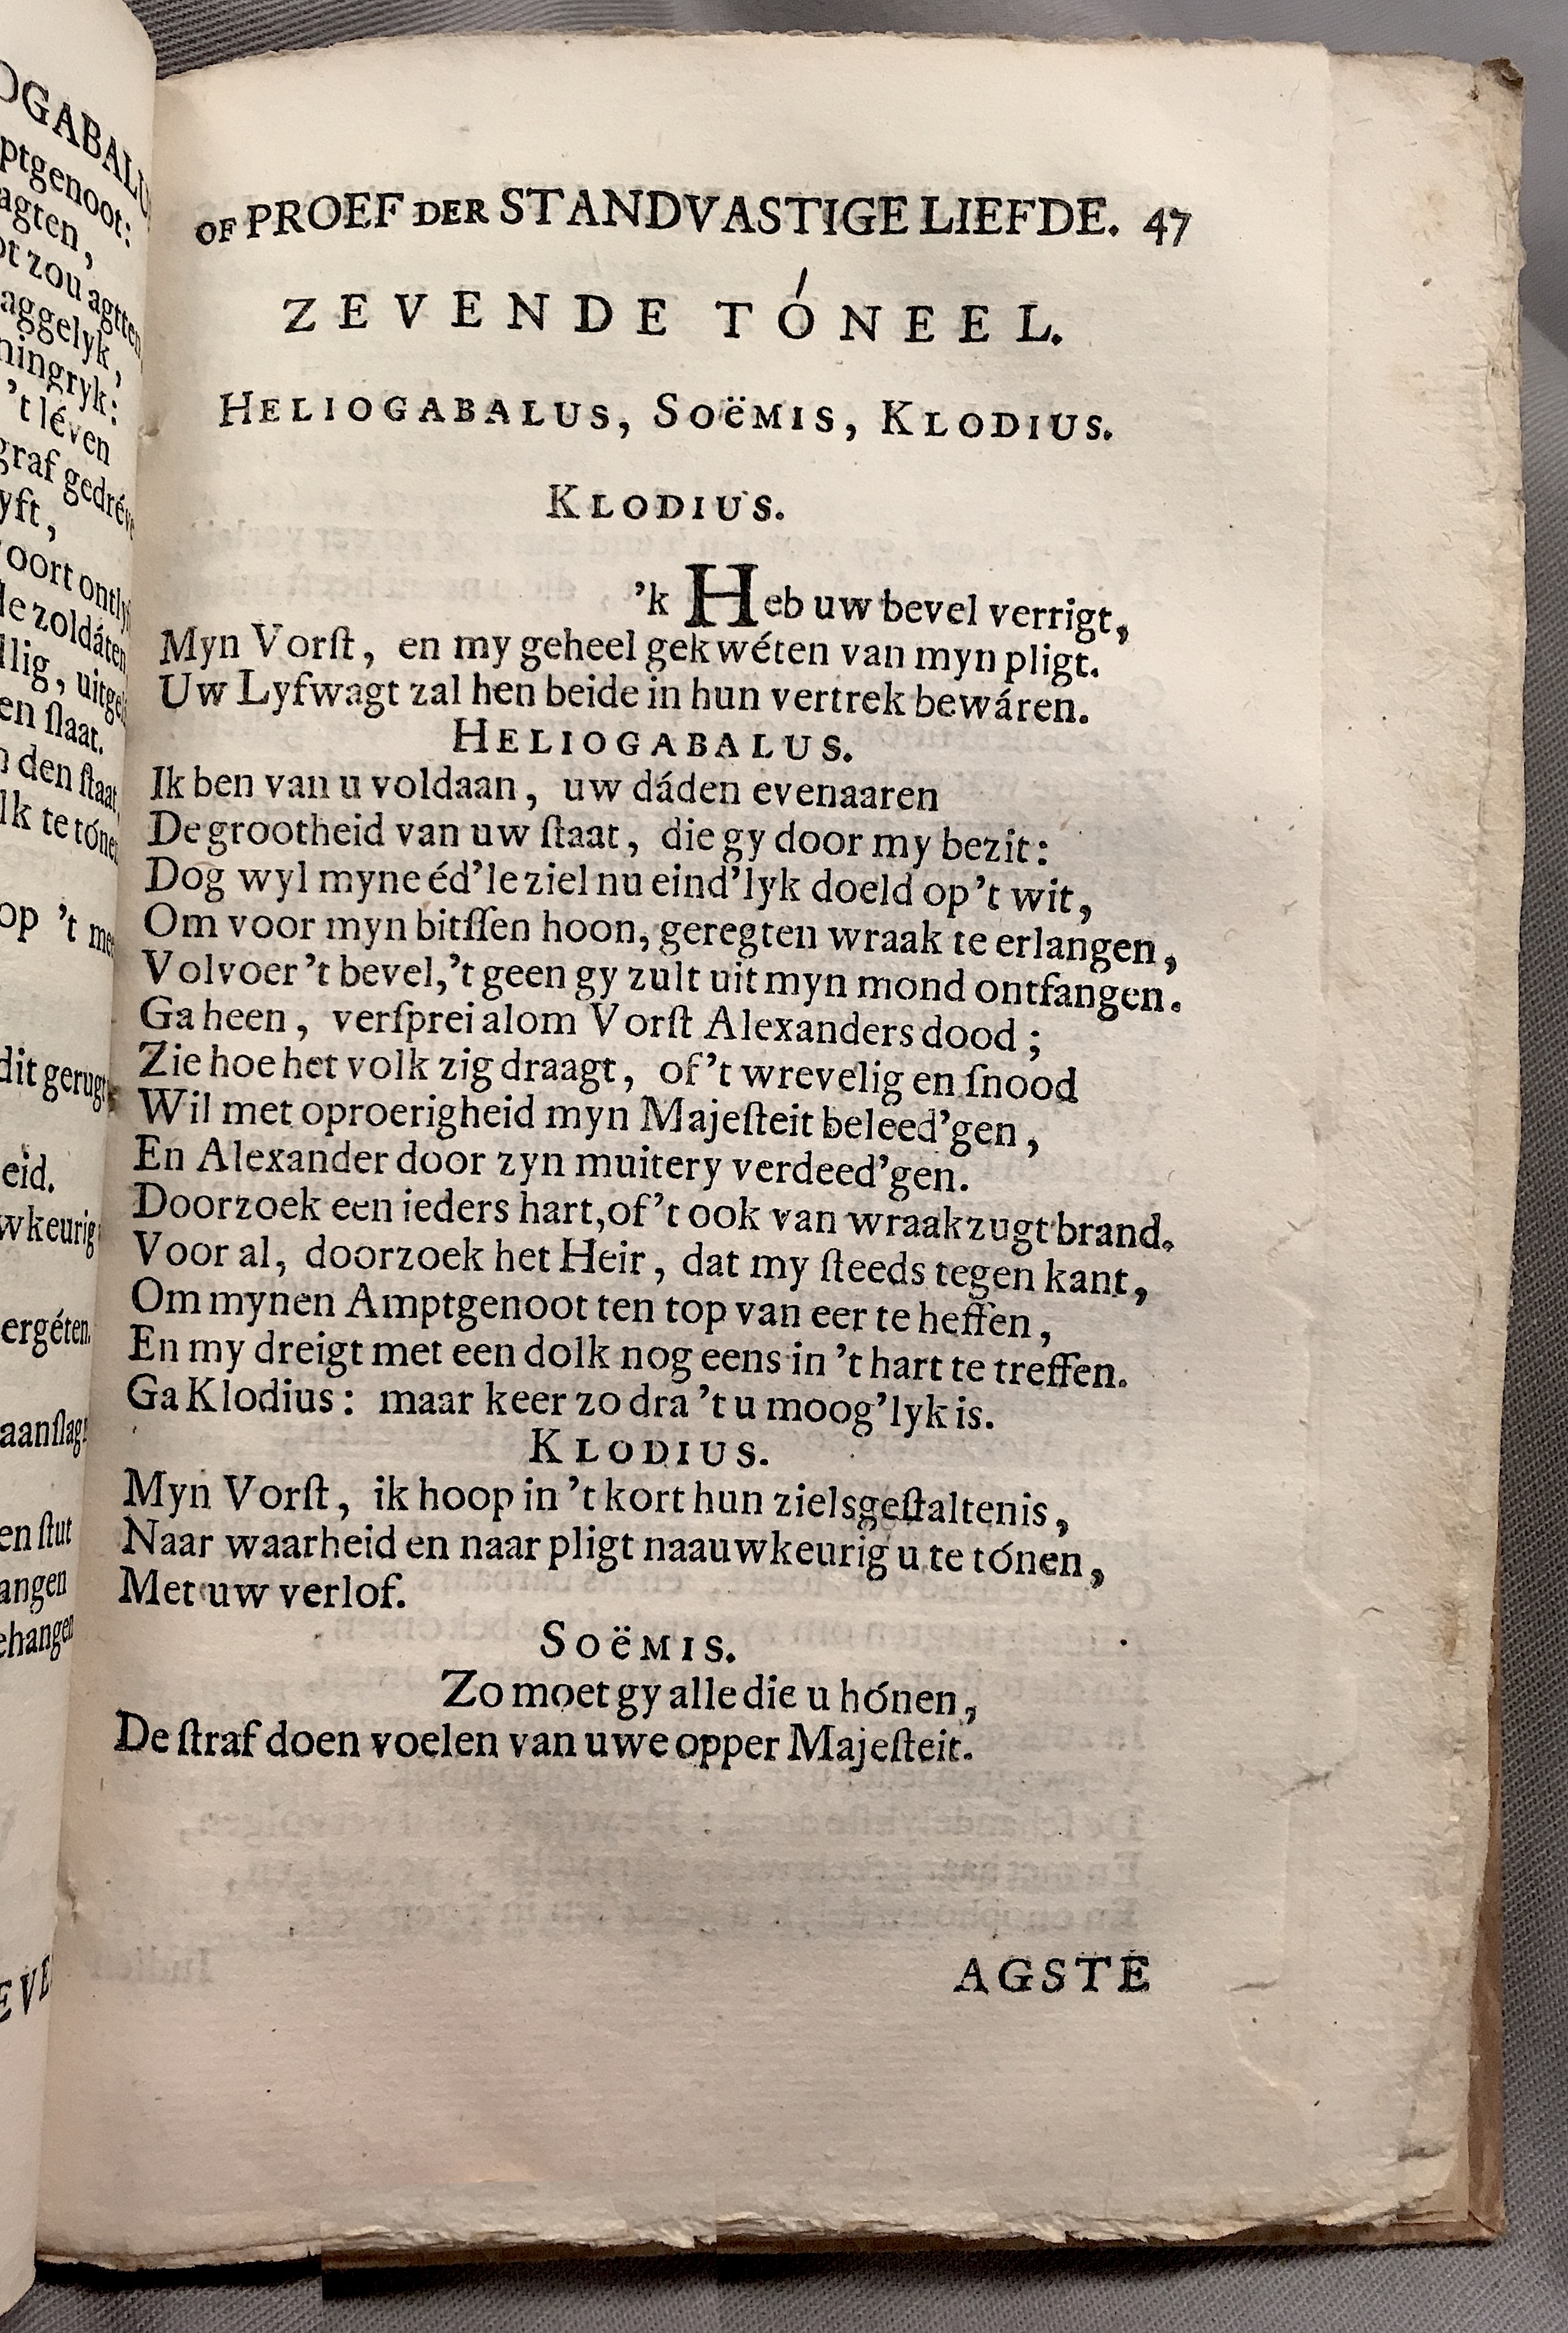 OF PROEF DER STANDVASTIGE LIEFDE. 47
ZEVENDE TÓNEEL.
HELIOGABALUS, SOËMIS, KLODIUS.
KLODIUS.
'k Heb uw bevel verrigt,
Myn Vorſt, en my geheel gekwéten van myn pligt.
Uw Lyfwagt zal hen beide in hun vertrek bewáren.
HELIOGABALUS.
Ik ben van u voldaan, uw dáden evenaaren
De grootheid van uw ſtaat, die gy door my bezit:
Dog wyl myne éd'le ziel nu eind'lyk doeld op 't wit,
Om voor myn bitſſen hoon, geregten wraak te erlangen,
Volvoer 't bevel, 't geen gy zult uit myn mond ontfangen.
Ga heen, verſprei alom Vorſt Alexanders dood;
Zie hoe het volk zig draagt, of 't wrevelig en ſnood
Wil met oproerigheid myn Majeſteit beleed'gen,
En Alexander door zyn muitery verdeed'gen.
Doorzoek een ieders hart, of 't ook van wraakzugt brand.
Voor al, doorzoek het Heir, dat my ſteeds tegen kant,
Om mynen Amptgenoot ten top van eer te heffen,
En my dreigt met een dolk nog eens in 't hart te treffen.
Ga Klodius: maar keer zo dra 't u moog'lyk is.
KLODIUS.
Myn Vorſt, ik hoop in 't kort hun zielsgeſtaltenis,
Naar waarheid en naar pligt naauwkeurig u te tónen,
Met uw verlof.
SOËMIS.
Zo moet gy alle die u hónen,
De ſtraf doen voelen van uwe opper Majeſteit.
AGSTE